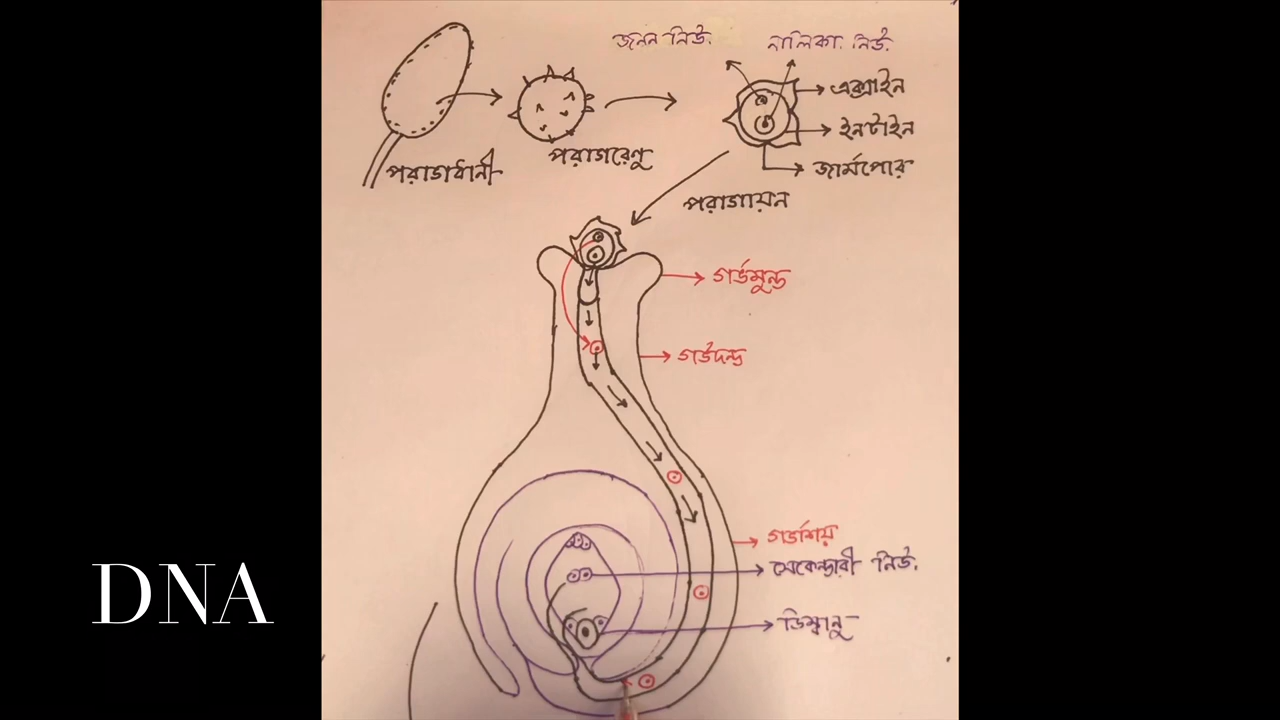 জনন নিউ.
নালিকা. নিউ.
এক্সাইন
ইনটাইন
জার্মপোর
পরাগধানী
পরাগরেণু
পরাগায়ন
গর্ভমুন্ড
গর্ভদন্ড
গর্ভাশয়
সেকেন্ডারী নিউ.
ডিম্বানু
DNA